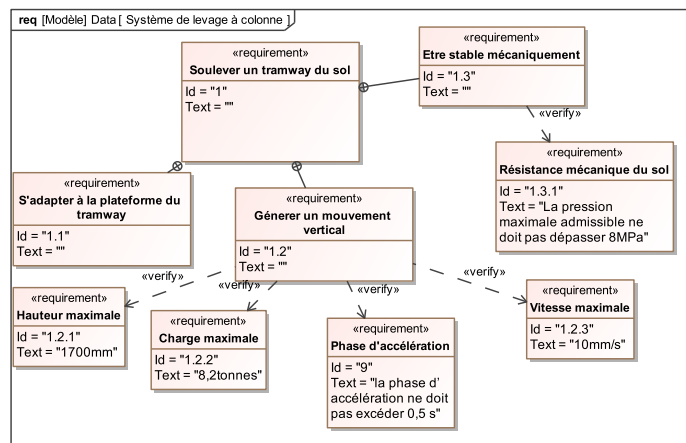 req [Modèle] Data [ Système de levage à colonne ]
«requirement»
Soulever un tramway du sol
Id = "1"
Text = ""
«requirement»
Etre stable mécaniquement
Id = "1.3"
Text = ""
«verify»
«requirement»
Résistance mécanique du sol
Id = "1.3.1"
Text = "La pression
maximale admissible ne
doit pas dépasser 8MPa"
«requirement»
S'adapter à la plateforme du
tramway
Id = "1.1"
Text = ""
«requirement»
Génerer un mouvement
vertical
Id = "1.2"
Text = ""
«verify»
«verify»
«verify»
«verify»
«requirement»
Hauteur maximale
Id = "1.2.1"
Text = "1700mm"
«requirement»
Charge maximale
Id = "1.2.2"
Text = "8,2tonnes"
«requirement»
Phase d'accélération
Id = "9"
Text = "la phase d'
accélération ne doit
pas excéder 0,5 s"
«requirement»
Vitesse maximale
Id = "1.2.3"
Text = "10mm/s"